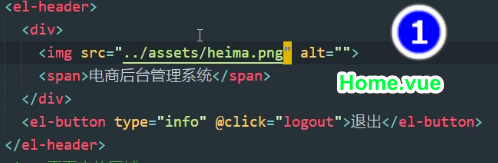 <el-header>
<div>
<img src="../assets/heima.png" alt="">
<span>电商后台管理系统</span>
</div>
<el-button type="info" @click="logout">退出</el-button>
</el-header>
1
Home.vue